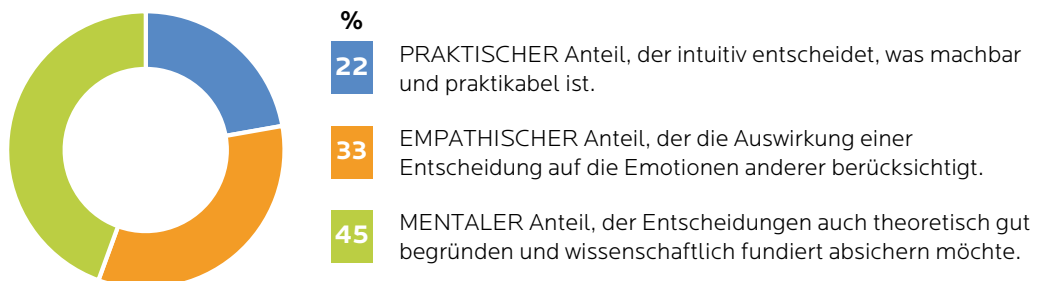 %
22 PRAKTISCHER Anteil, der intuitiv entscheidet, was machbar
und praktikabel ist.
33 EMPATHISCHER Anteil, der die Auswirkung einer
Entscheidung auf die Emotionen anderer berücksichtigt.
45 MENTALER Anteil, der Entscheidungen auch theoretisch gut
begründen und wissenschaftlich fundiert absichern möchte.